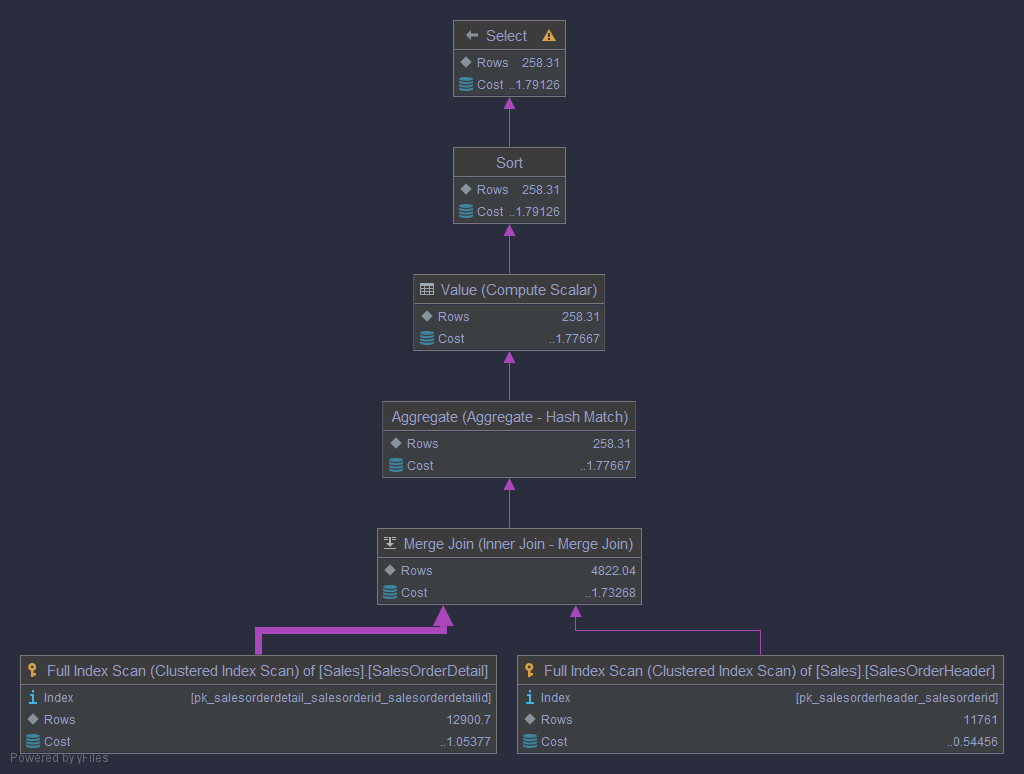 Select
Rows 258.31
Cost ..1.79126
Sort
Rows 258.31
Cost ..1.79126
Value (Compute Scalar)
Rows 258.31
Cost ..1.77667
Aggregate (Aggregate - Hash Match)
Rows 258.31
Cost ..1.77667
Merge Join (Inner Join - Merge Join)
Rows 4822.04
Cost ..1.73268
Full Index Scan (Clustered Index Scan) of [Sales].[SalesOrderDetail]
Index [pk_salesorderdetail_salesorderid_salesorderdetailid]
Rows 12900.7
Cost ..1.05377
Full Index Scan (Clustered Index Scan) of [Sales].[SalesOrderHeader]
Index [pk_salesorderheader_salesorderid]
Rows 11761
Cost ..0.54456
Powered by yFiles